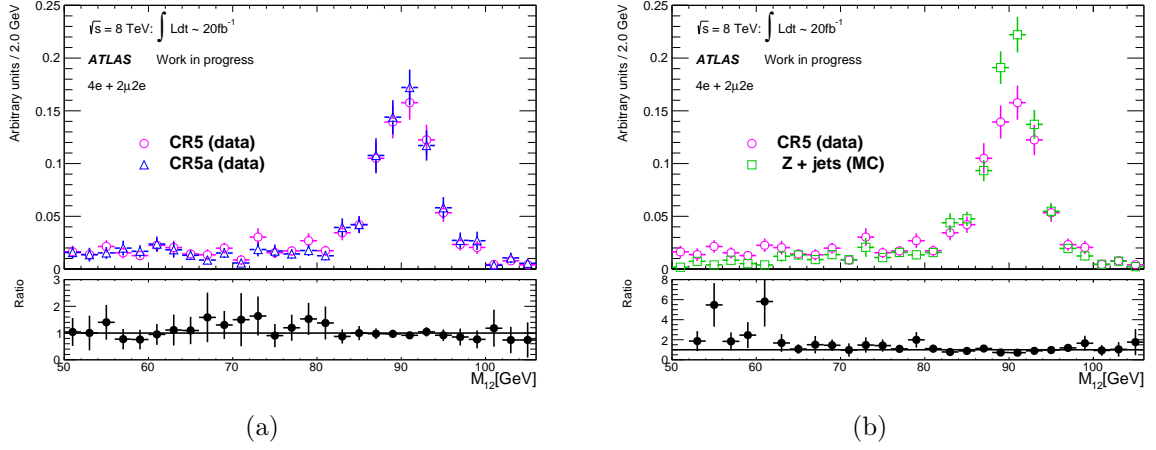 Arbitrary units / 2.0 GeV
0.25
0.2
0.15
0.1
0.05
0
√s = 8 TeV: ∫ Ldt ~ 20fb⁻¹
ATLAS Work in progress
4e + 2μ2e
CR5 (data)
CR5a (data)
Ratio
3
2
1
0
50 60 70 80 90 100
M₁₂[GeV]
(a)
Arbitrary units / 2.0 GeV
0.25
0.2
0.15
0.1
0.05
0
√s = 8 TeV: ∫ Ldt ~ 20fb⁻¹
ATLAS Work in progress
4e + 2μ2e
CR5 (data)
Z + jets (MC)
Ratio
8
6
4
2
0
50 60 70 80 90 100
M₁₂[GeV]
(b)